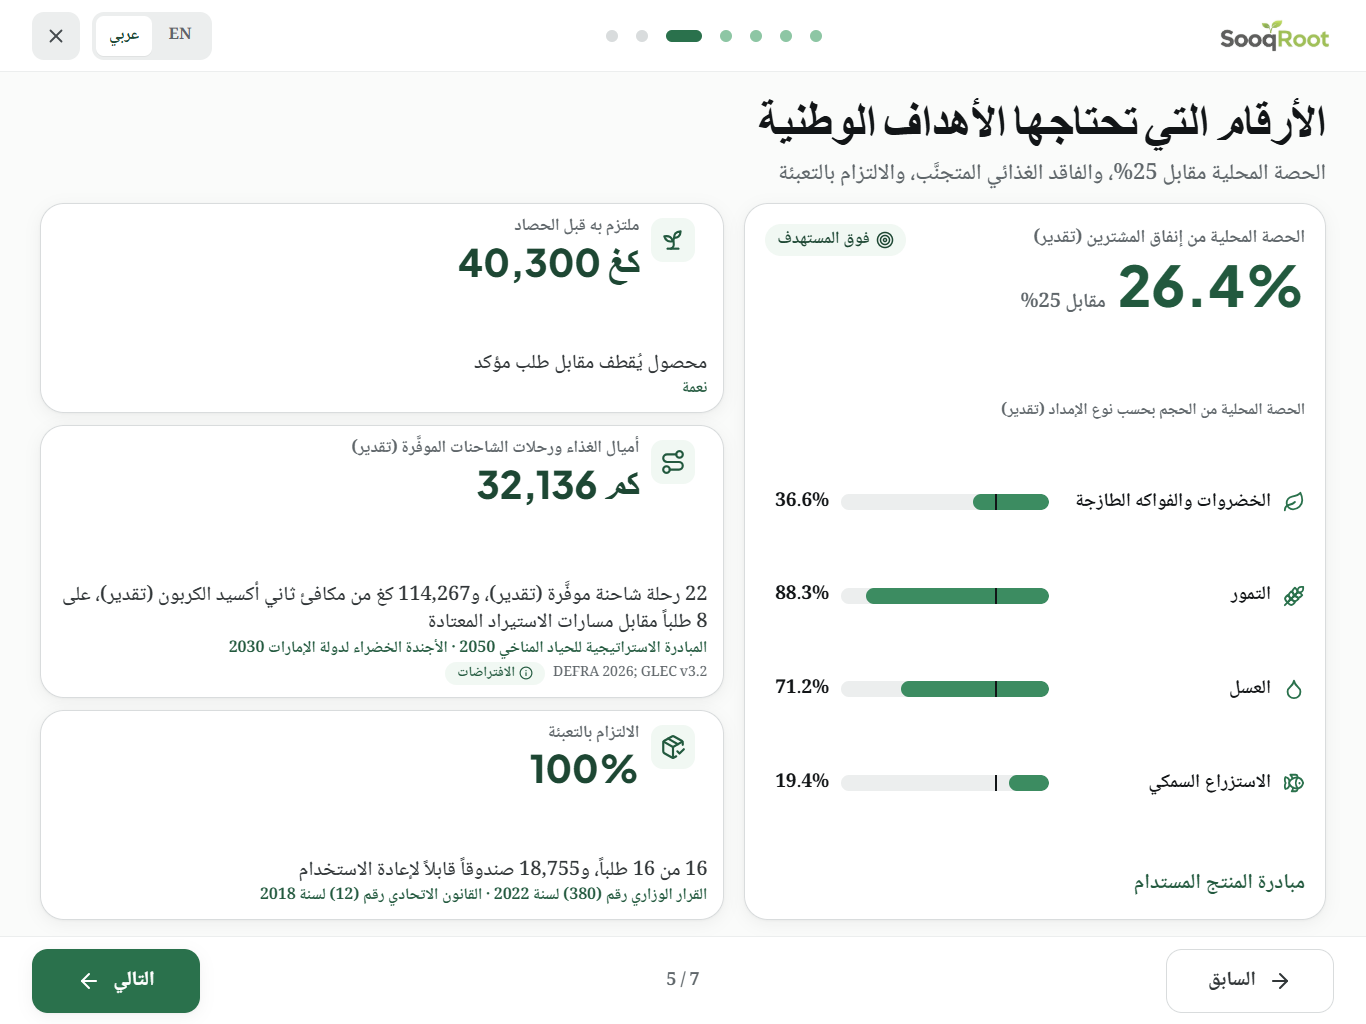 SooqRoot
EN
عربي
الأرقام التي تحتاجها الأهداف الوطنية
الحصة المحلية مقابل 25%، والفاقد الغذائي المتجنَّب، والالتزام بالتعبئة
الحصة المحلية من إنفاق المشترين (تقدير)
فوق المستهدف
26.4% مقابل 25%
الحصة المحلية من الحجم بحسب نوع الإمداد (تقدير)
الخضروات والفواكه الطازجة 36.6%
التمور 88.3%
العسل 71.2%
الاستزراع السمكي 19.4%
مبادرة المنتج المستدام
ملتزم به قبل الحصاد
40,300 كغ
محصول يُقطف مقابل طلب مؤكد
نعمة
أميال الغذاء ورحلات الشاحنات الموفَّرة (تقدير)
32,136 كم
22 رحلة شاحنة موفَّرة (تقدير)، و114,267 كغ من مكافئ ثاني أكسيد الكربون (تقدير)، على
8 طلباً مقابل مسارات الاستيراد المعتادة
المبادرة الاستراتيجية للحياد المناخي 2050 · الأجندة الخضراء لدولة الإمارات 2030
DEFRA 2026; GLEC v3.2 الافتراضات
الالتزام بالتعبئة
100%
16 من 16 طلباً، و18,755 صندوقاً قابلاً لإعادة الاستخدام
القرار الوزاري رقم (380) لسنة 2022 · القانون الاتحادي رقم (12) لسنة 2018
السابق
5 / 7
التالي